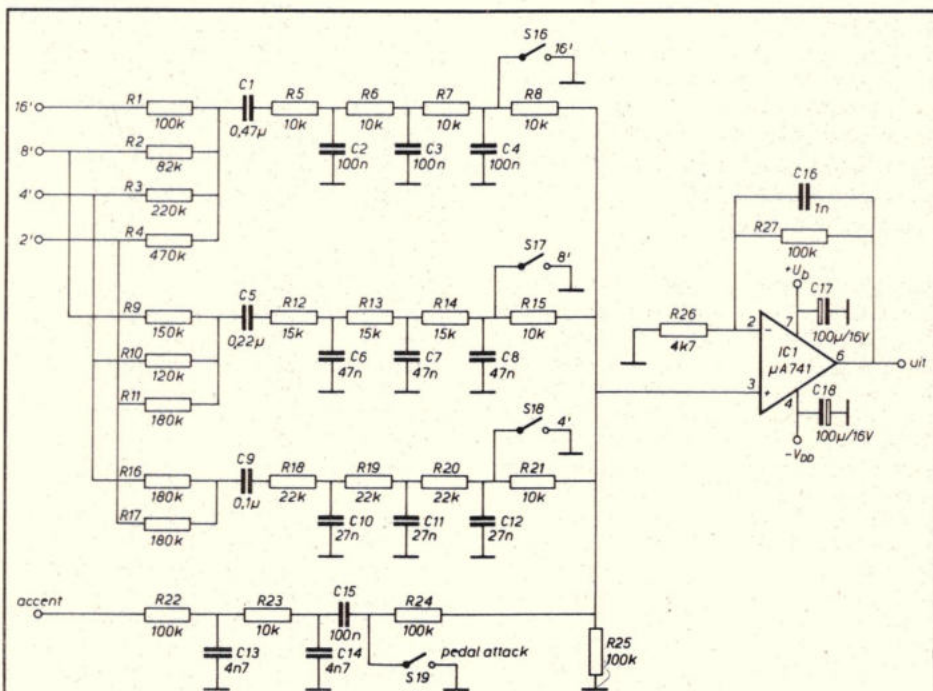 S16
16'
16'
R1
100k
C1
0,47µ
R5
10k
R6
10k
R7
10k
R8
10k
8'
R2
82k
C2
100n
C3
100n
C4
100n
4'
R3
220k
2'
R4
470k
C16
1n
R27
100k
S17
8'
R9
150k
C5
0,22µ
R12
15k
R13
15k
R14
15k
R15
10k
R10
120k
C6
47n
C7
47n
C8
47n
R11
180k
R26
4k7
+UD
C17
100µ/16V
2
−
7
IC1
µA741
6
uit
3
+
4
C18
100µ/16V
−VDD
S18
4'
R16
180k
C9
0,1µ
R18
22k
R19
22k
R20
22k
R21
10k
R17
180k
C10
27n
C11
27n
C12
27n
accent
R22
100k
R23
10k
C15
100n
R24
100k
C13
4n7
C14
4n7
pedal attack
S19
R25
100k